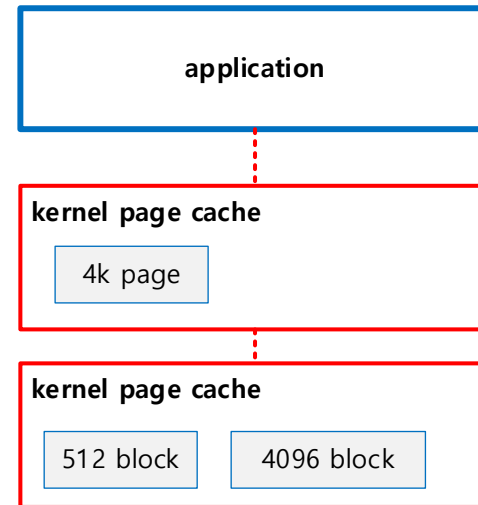 application
kernel page cache
4k page
kernel page cache
512 block 4096 block